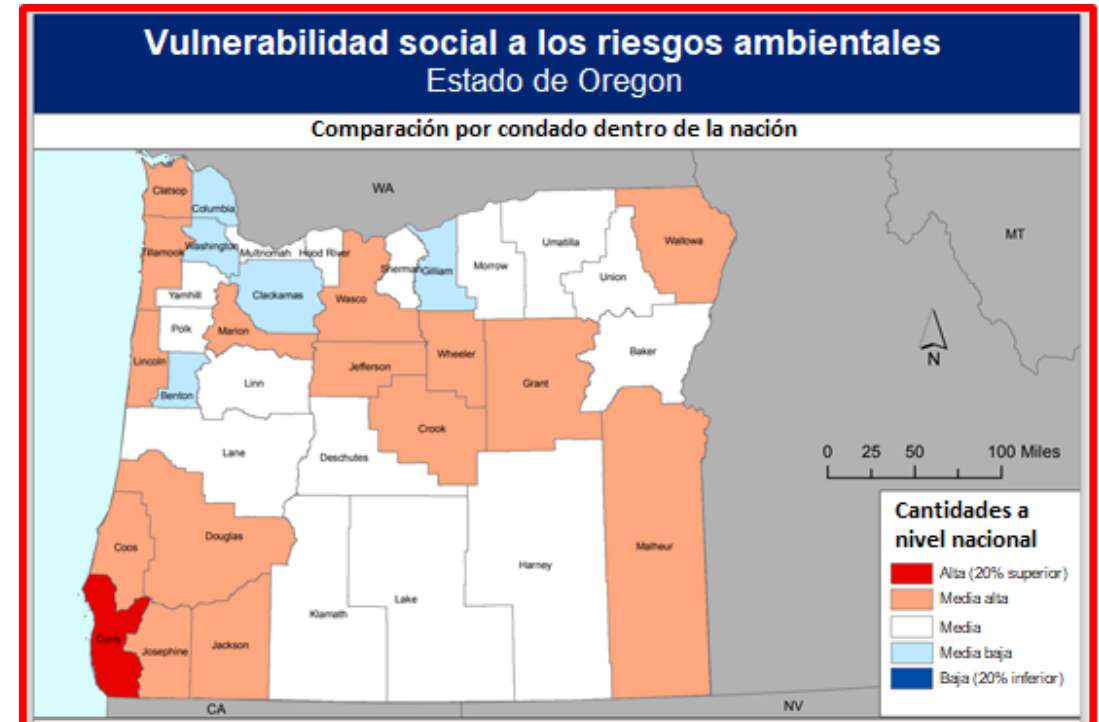 Vulnerabilidad social a los riesgos ambientales
Estado de Oregon
Comparación por condado dentro de la nación
WA
MT
Clatsop
Columbia
Tillamook
Washington
Multnomah
Hood River
Sherman
Gilliam
Morrow
Umatilla
Wallowa
Union
Yamhill
Clackamas
Wasco
Polk
Marion
Wheeler
Baker
Lincoln
Jefferson
Grant
Linn
Benton
Crook
Lane
Deschutes
N
0 25 50 100 Miles
Douglas
Coos
Malheur
Harney
Lake
Klamath
Curry
Josephine
Jackson
CA
NV
Cantidades a
nivel nacional
Alta (20% superior)
Media alta
Media
Media baja
Baja (20% inferior)